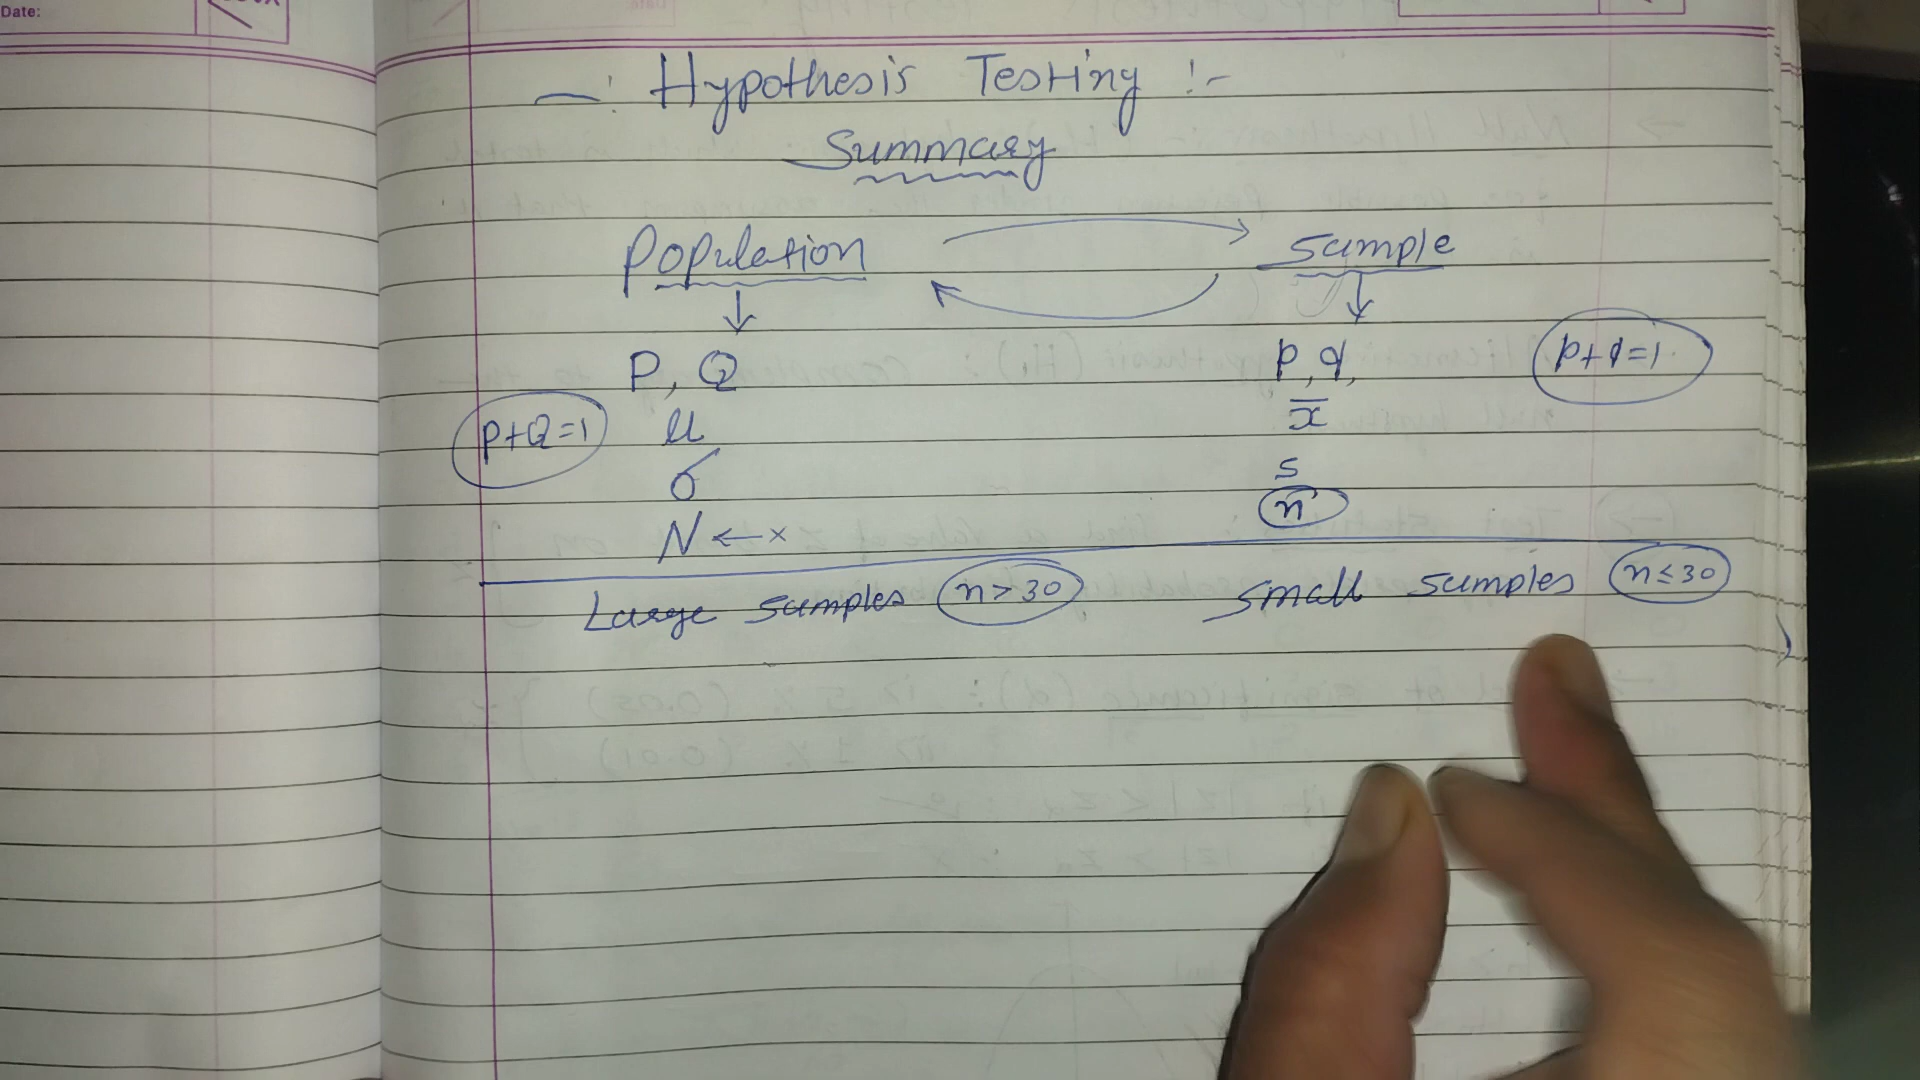 Date:
—: Hypothesis Testing :-
Summary
Population
Sample
P, Q
p, q,
p+q=1
P+Q=1
μ
x̄
σ
s
n
N ←×
Large samples n>30
Small samples n≤30